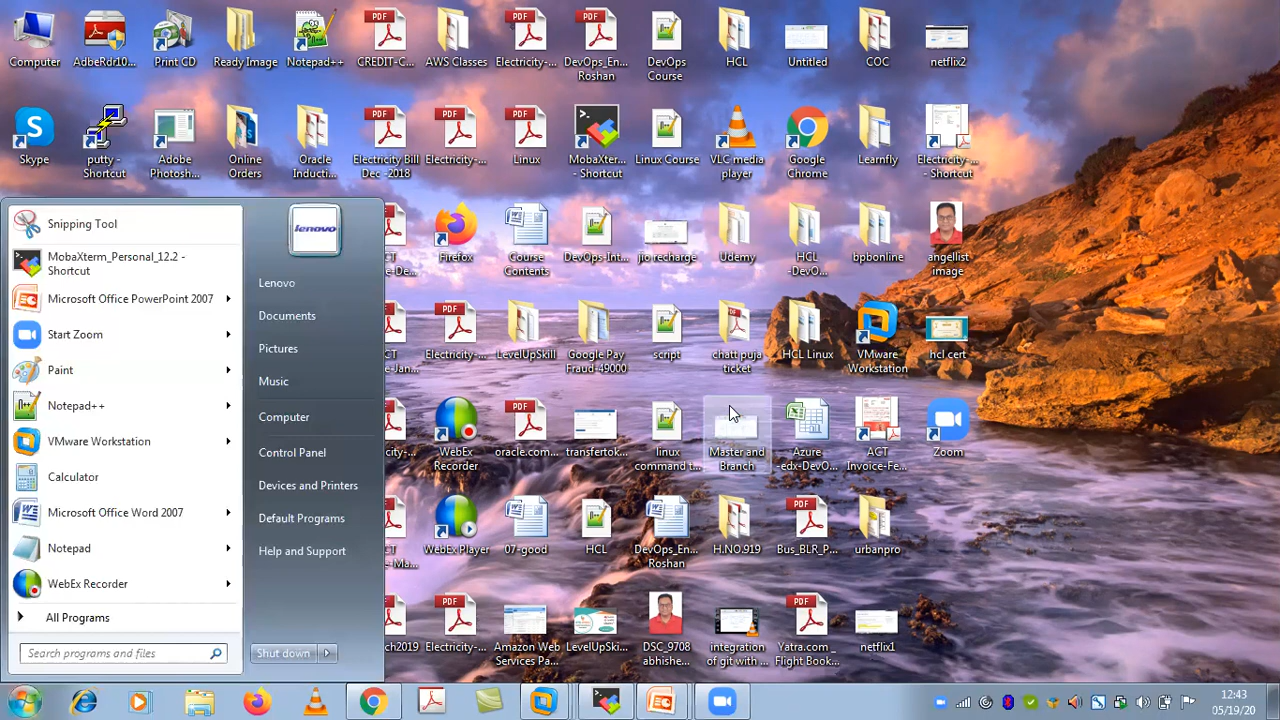 Computer
AdbeRdr10...
Print CD
Ready Image
Notepad++
CREDIT-C...
AWS Classes
Electricity-...
DevOps_En...
Roshan
DevOps
Course
HCL
Untitled
COC
netflix2
Skype
putty -
Shortcut
Adobe
Photosh...
Online
Orders
Oracle
Inducti...
Electricity Bill
Dec -2018
Electricity-...
Linux
MobaXter...
- Shortcut
Linux Course
VLC media
player
Google
Chrome
Learnfly
Electricity-...
- Shortcut
Firefox
Course
Contents
DevOps-Int...
jio recharge
Udemy
HCL
-DevO...
bpbonline
angellist
image
Electricity-...
LevelUpSkill
Google Pay
Fraud-49000
script
chatt puja
ticket
HCL Linux
VMware
Workstation
hcl cert
WebEx
Recorder
oracle.com...
transfertok...
linux
command t...
Master and
Branch
Azure
-edx-DevO...
ACT
Invoice-Fe...
Zoom
WebEx Player
07-good
HCL
DevOps_En...
Roshan
H.NO.919
Bus_BLR_P...
urbanpro
ch2019
Electricity-...
Amazon Web
Services Pa...
LevelUpSki...
DSC_9708
abhishe...
integration
of git with ...
Yatra.com _
Flight Book...
netflix1
Snipping Tool
MobaXterm_Personal_12.2 -
Shortcut
Microsoft Office PowerPoint 2007
Start Zoom
Paint
Notepad++
VMware Workstation
Calculator
Microsoft Office Word 2007
Notepad
WebEx Recorder
All Programs
Search programs and files
lenovo
Lenovo
Documents
Pictures
Music
Computer
Control Panel
Devices and Printers
Default Programs
Help and Support
Shut down
12:43
05/19/20